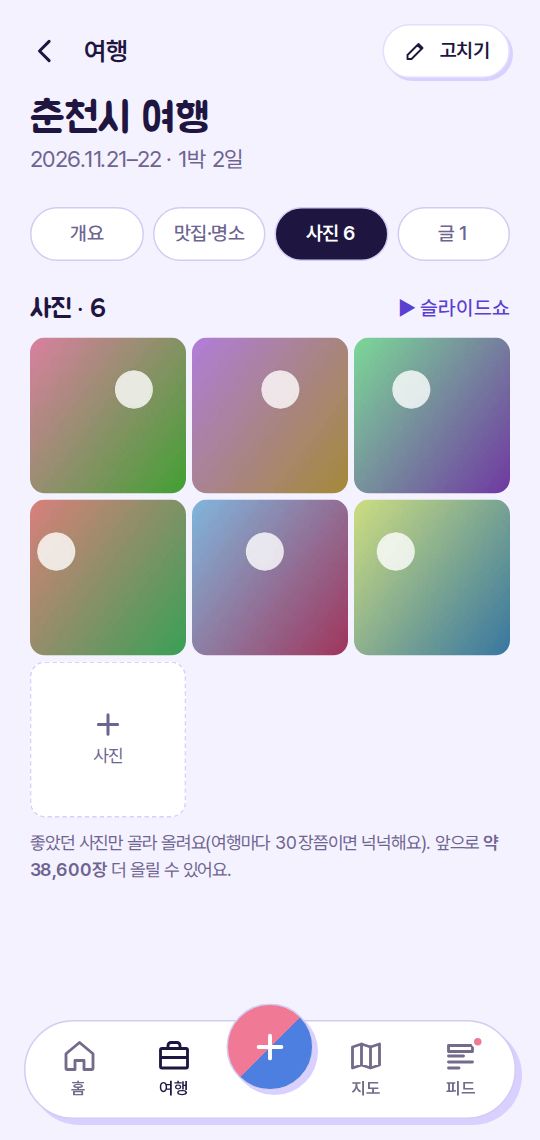 여행
고치기
춘천시 여행
2026.11.21–22 · 1박 2일
개요
맛집·명소
사진 6
글 1
사진 · 6
▶ 슬라이드쇼
사진
좋았던 사진만 골라 올려요(여행마다 30장쯤이면 넉넉해요). 앞으로 약
38,600장 더 올릴 수 있어요.
홈
여행
지도
피드